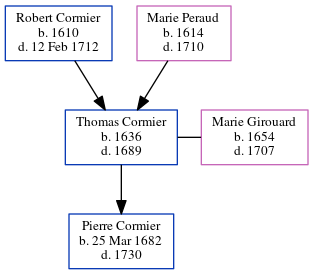 Robert Cormier
b. 1610
d. 12 Feb 1712
Marie Peraud
b. 1614
d. 1710
Thomas Cormier
b. 1636
d. 1689
Marie Girouard
b. 1654
d. 1707
Pierre Cormier
b. 25 Mar 1682
d. 1730